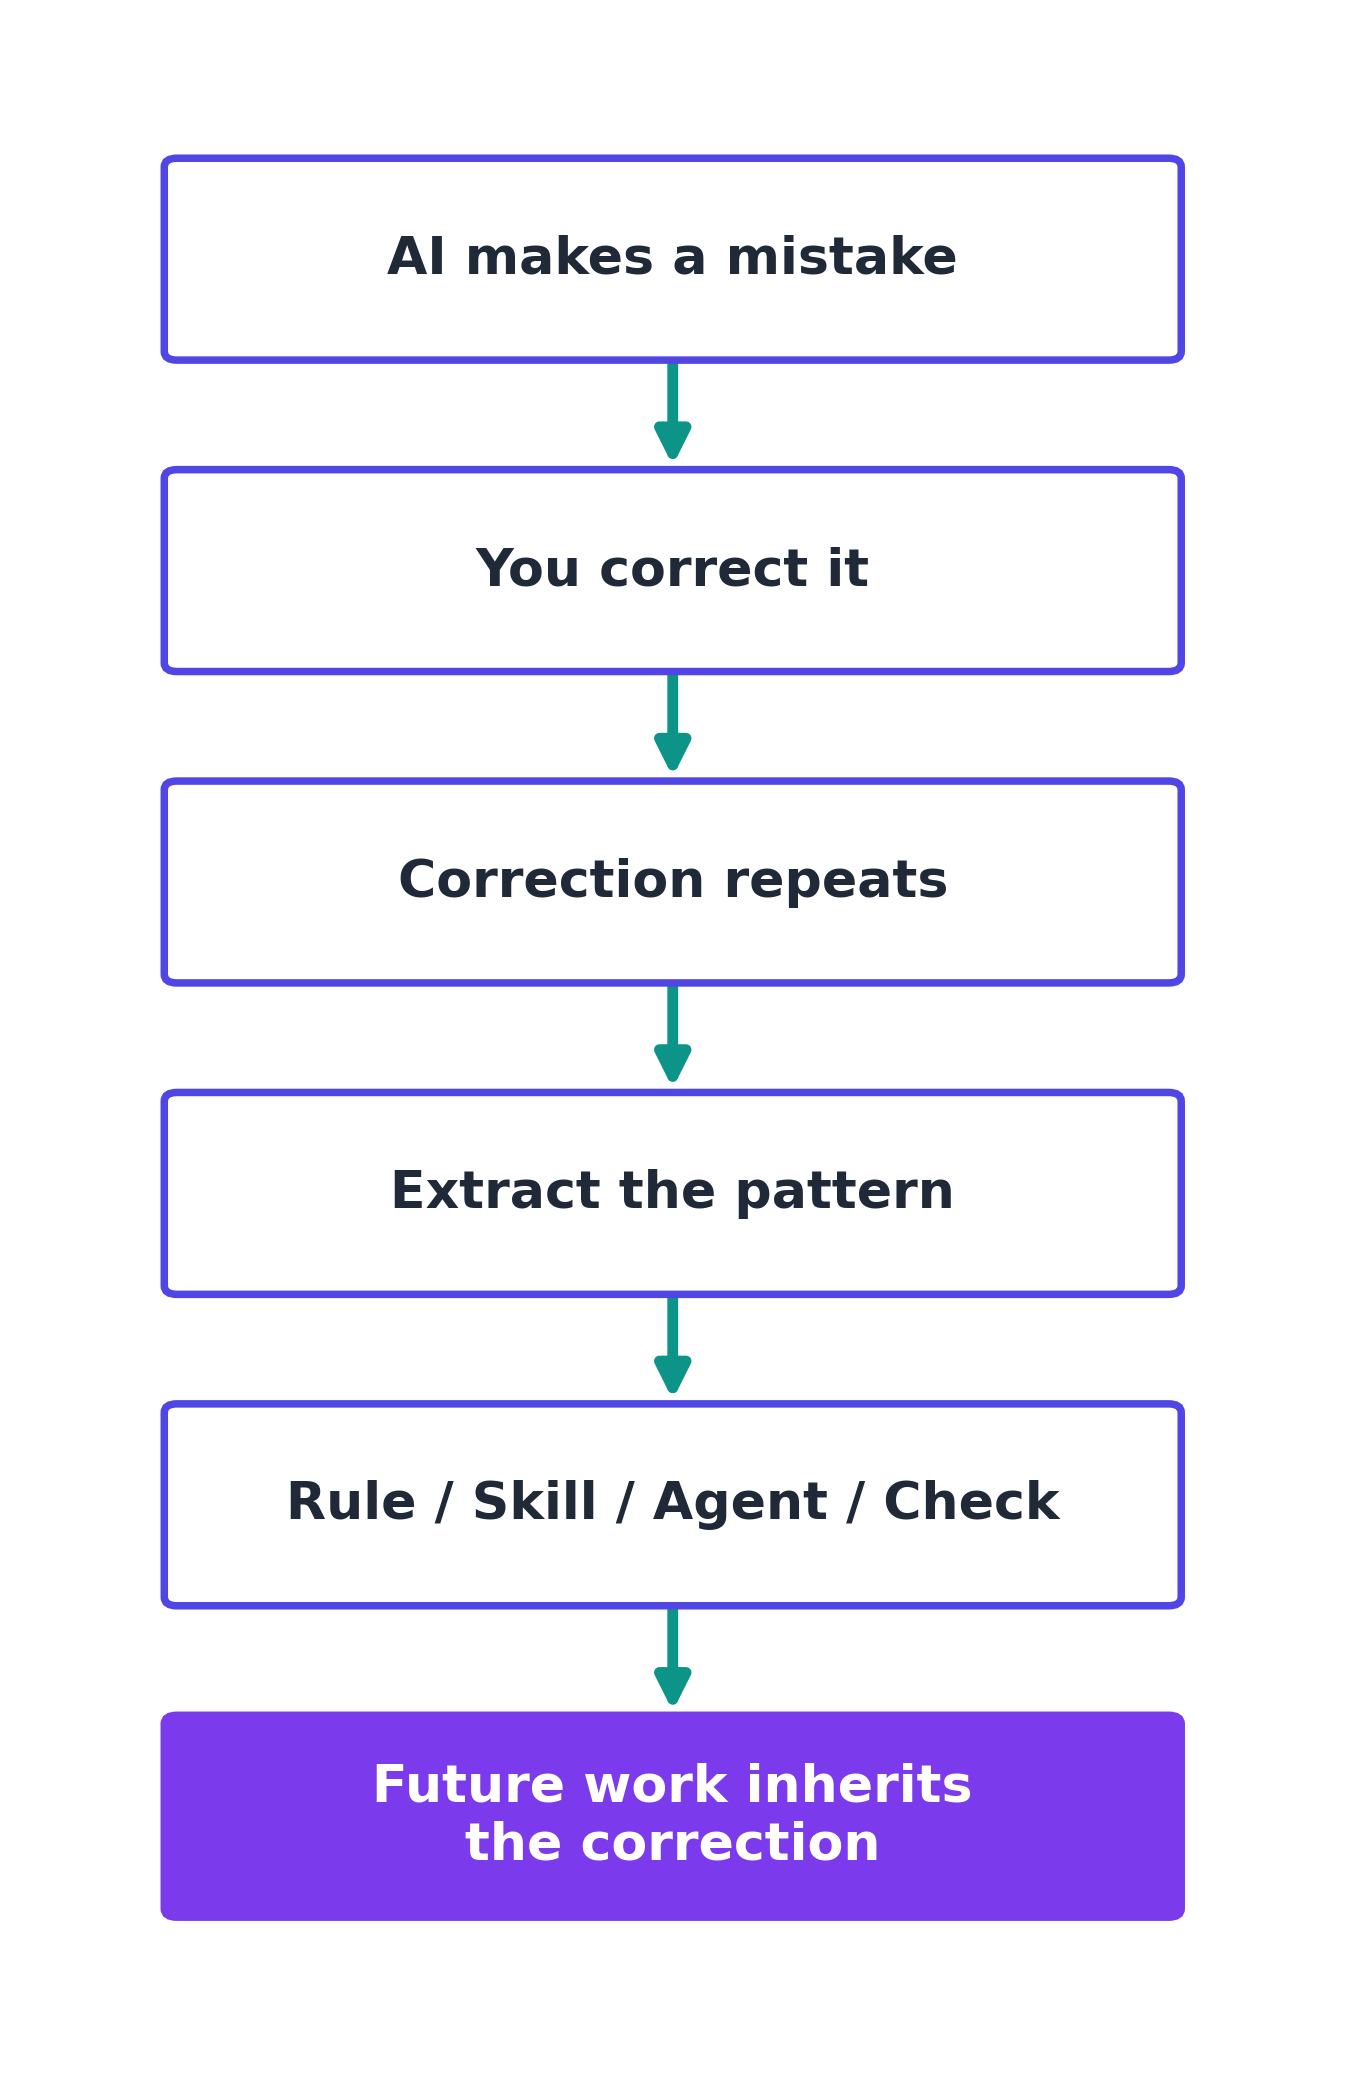 AI makes a mistake
You correct it
Correction repeats
Extract the pattern
Rule / Skill / Agent / Check
Future work inherits
the correction